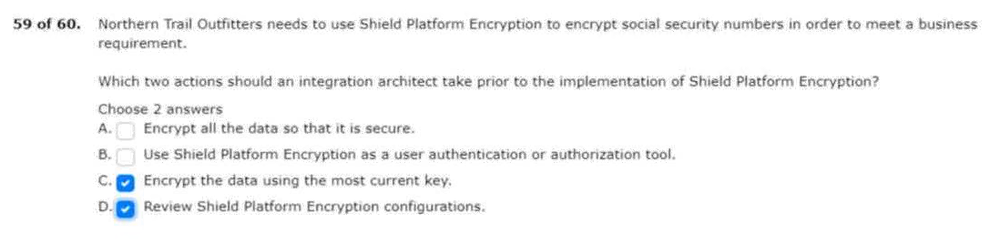 59 of 60. Northern Trail Outfitters needs to use Shield Platform Encryption to encrypt social security numbers in order to meet a business
requirement.
Which two actions should an integration architect take prior to the implementation of Shield Platform Encryption?
Choose 2 answers
A. Encrypt all the data so that it is secure.
B. Use Shield Platform Encryption as a user authentication or authorization tool.
C. Encrypt the data using the most current key.
D. Review Shield Platform Encryption configurations.